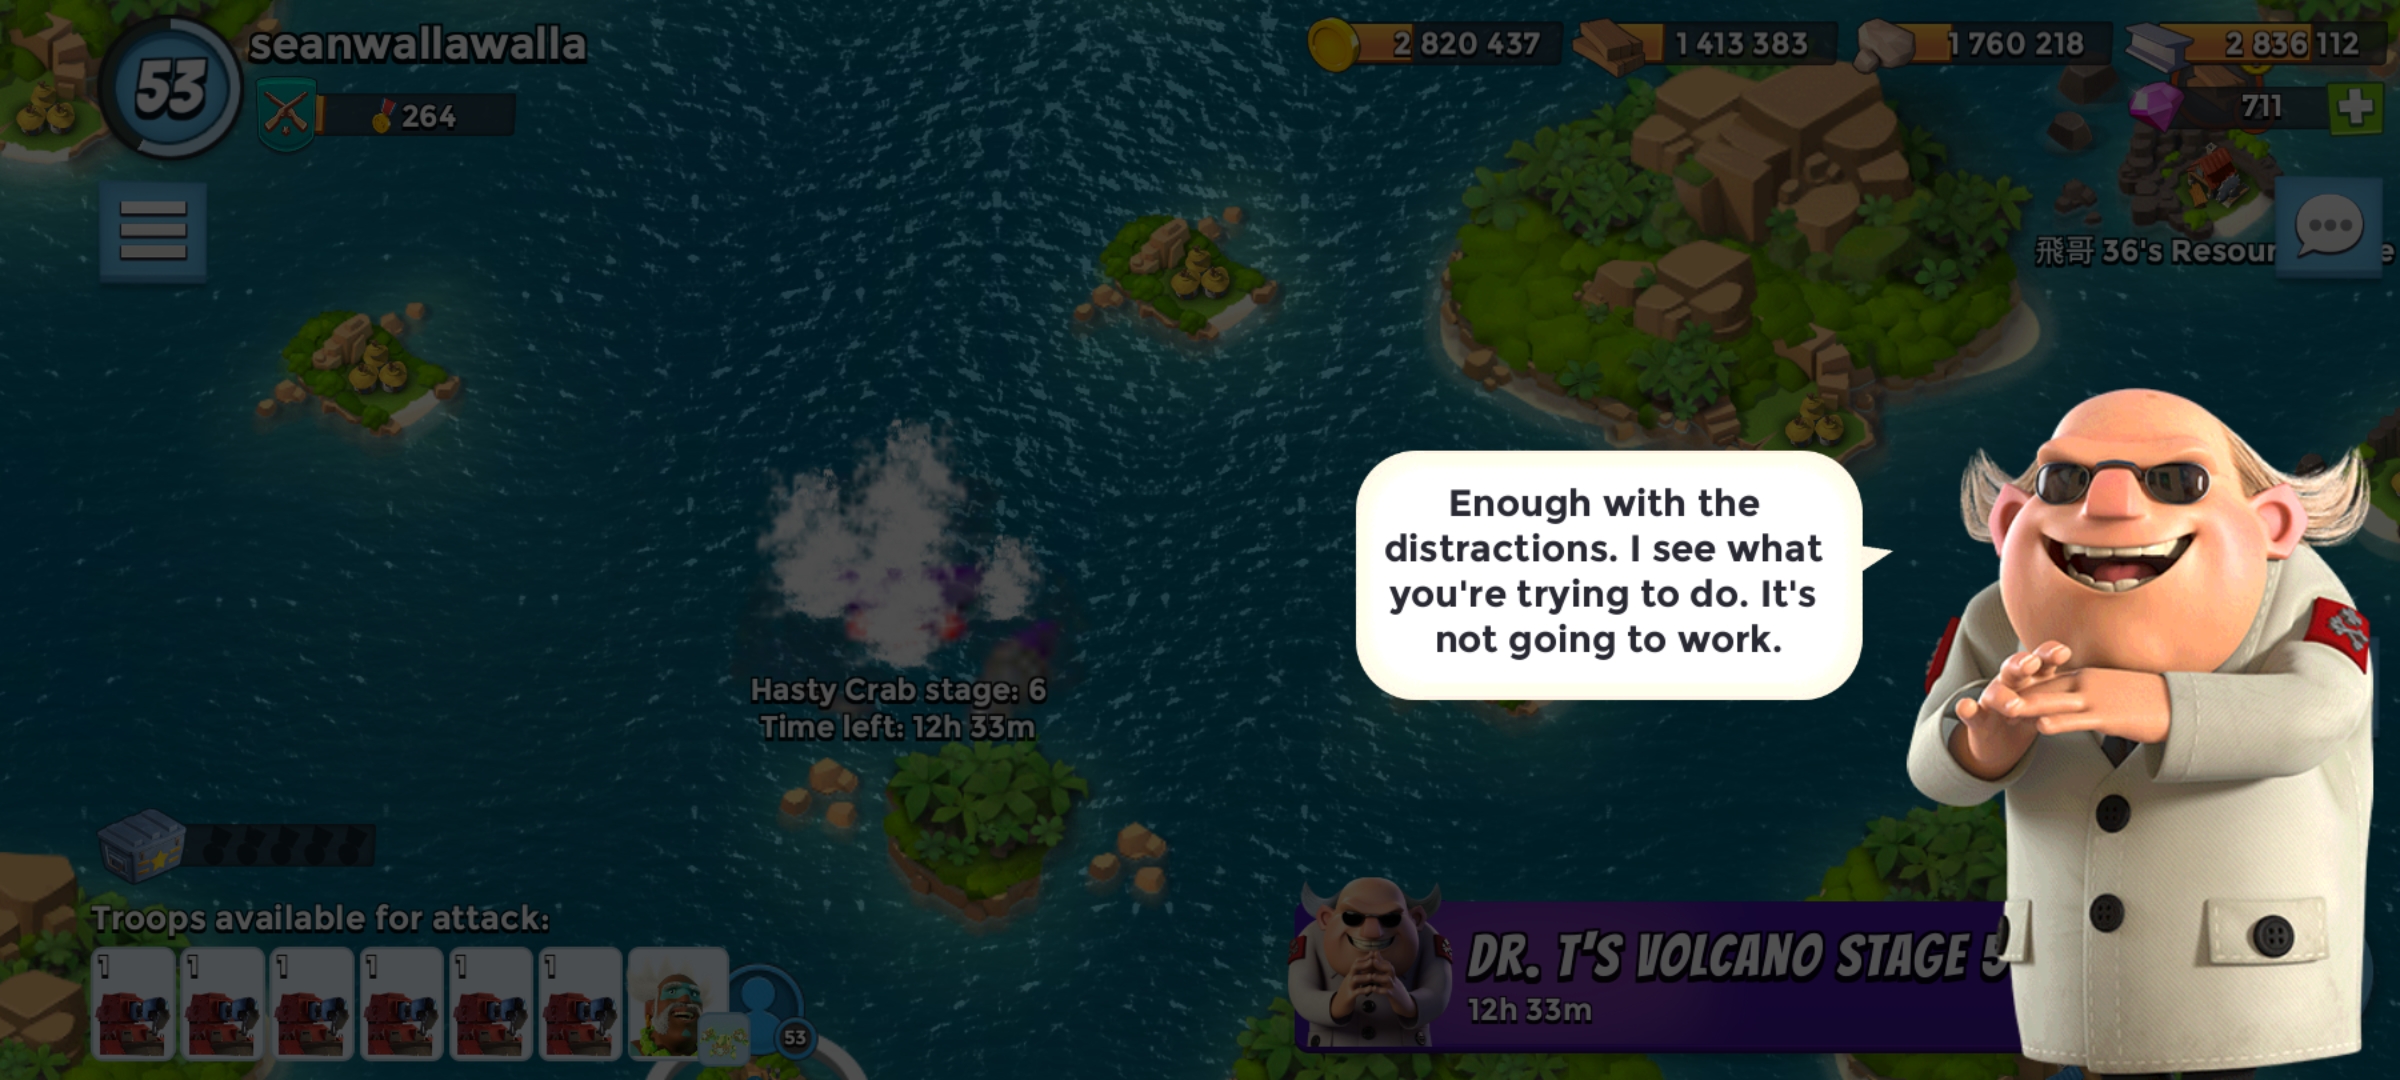 53
seanwallawalla
264
2 820 437
1 413 383
1 760 218
2 836 112
711
飛哥 36's Resour
Enough with the
distractions. I see what
you're trying to do. It's
not going to work.
Hasty Crab stage: 6
Time left: 12h 33m
Troops available for attack:
1 1 1 1 1 1
53
DR. T'S VOLCANO STAGE 5
12h 33m